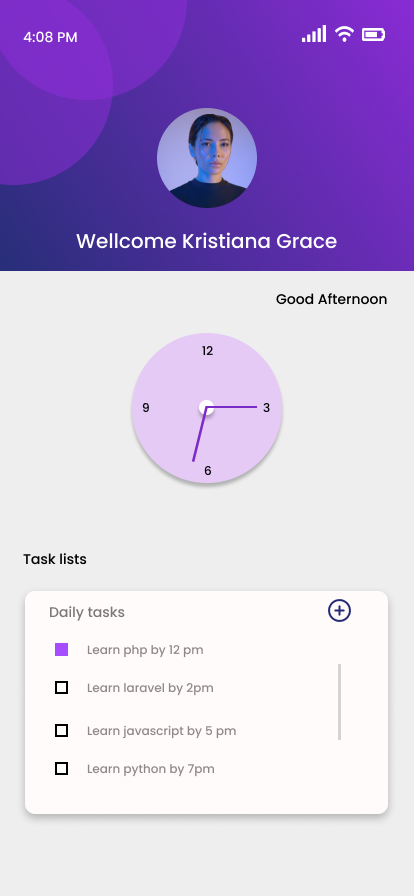 4:08 PM
Wellcome Kristiana Grace
Good Afternoon
12
9
3
6
Task lists
Daily tasks
Learn php by 12 pm
Learn laravel by 2pm
Learn javascript by 5 pm
Learn python by 7pm